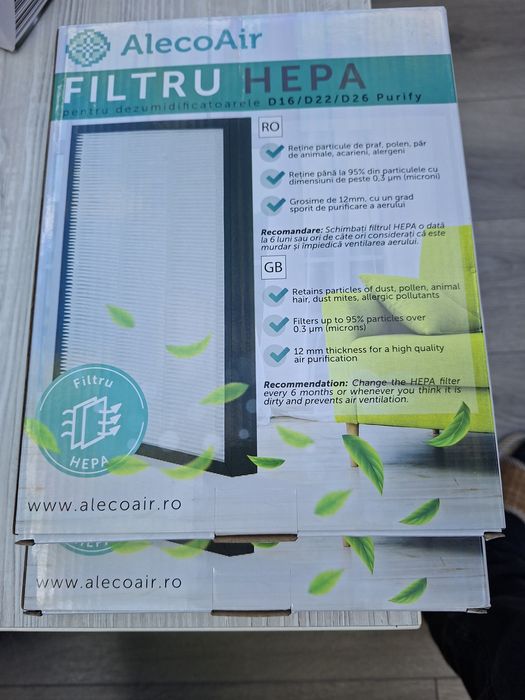 AlecoAir
FILTRU HEPA
pentru dezumidificatoarele D16/D22/D26 Purify
RO
Reține particule de praf, polen, păr
de animale, acarieni, alergeni
Reține până la 95% din particulele cu
dimensiuni de peste 0,3 µm (microni)
Grosime de 12mm, cu un grad
sporit de purificare a aerului
Recomandare: Schimbați filtrul HEPA o dată
la 6 luni sau ori de câte ori considerați că este
murdar și împiedică ventilarea aerului.
GB
Retains particles of dust, pollen, animal
hair, dust mites, allergic pollutants
Filters up to 95% particles over
0.3 µm (microns)
12 mm thickness for a high quality
air purification
Recommendation: Change the HEPA filter
every 6 months or whenever you think it is
dirty and prevents air ventilation.
Filtru
HEPA
www.alecoair.ro
HEPA
www.alecoair.ro